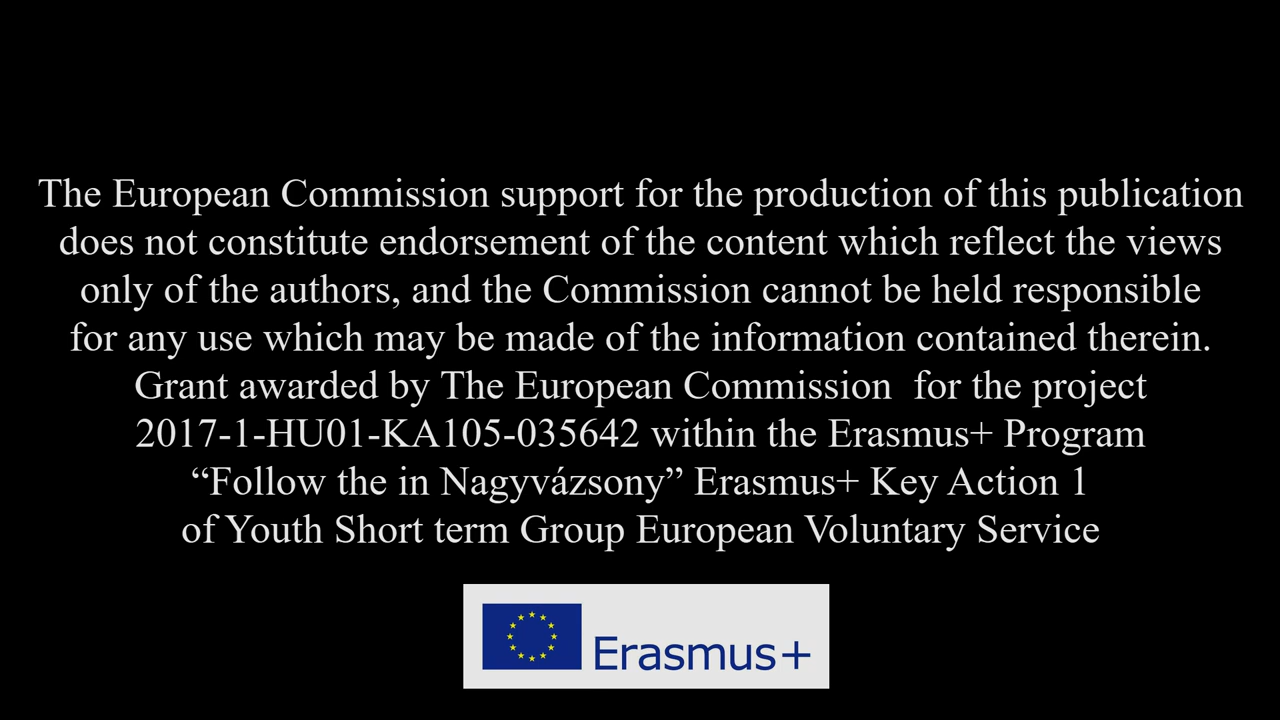 The European Commission support for the production of this publication
does not constitute endorsement of the content which reflect the views
only of the authors, and the Commission cannot be held responsible
for any use which may be made of the information contained therein.
Grant awarded by The European Commission  for the project
2017-1-HU01-KA105-035642 within the Erasmus+ Program
“Follow the in Nagyvázsony” Erasmus+ Key Action 1
of Youth Short term Group European Voluntary Service
Erasmus+